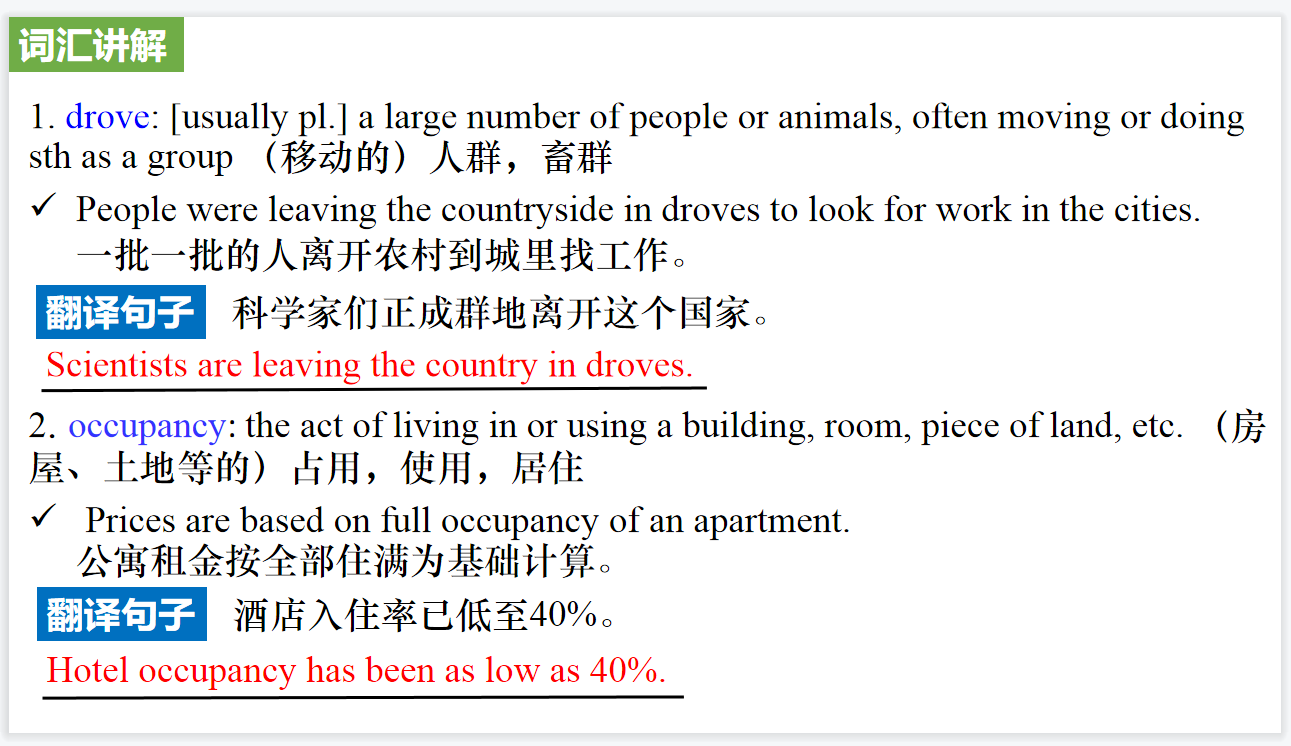 词汇讲解
1. drove: [usually pl.] a large number of people or animals, often moving or doing
sth as a group （移动的）人群，畜群
✓ People were leaving the countryside in droves to look for work in the cities.
一批一批的人离开农村到城里找工作。
翻译句子 科学家们正成群地离开这个国家。
Scientists are leaving the country in droves.
2. occupancy: the act of living in or using a building, room, piece of land, etc. （房
屋、土地等的）占用，使用，居住
✓ Prices are based on full occupancy of an apartment.
公寓租金按全部住满为基础计算。
翻译句子 酒店入住率已低至40%。
Hotel occupancy has been as low as 40%.